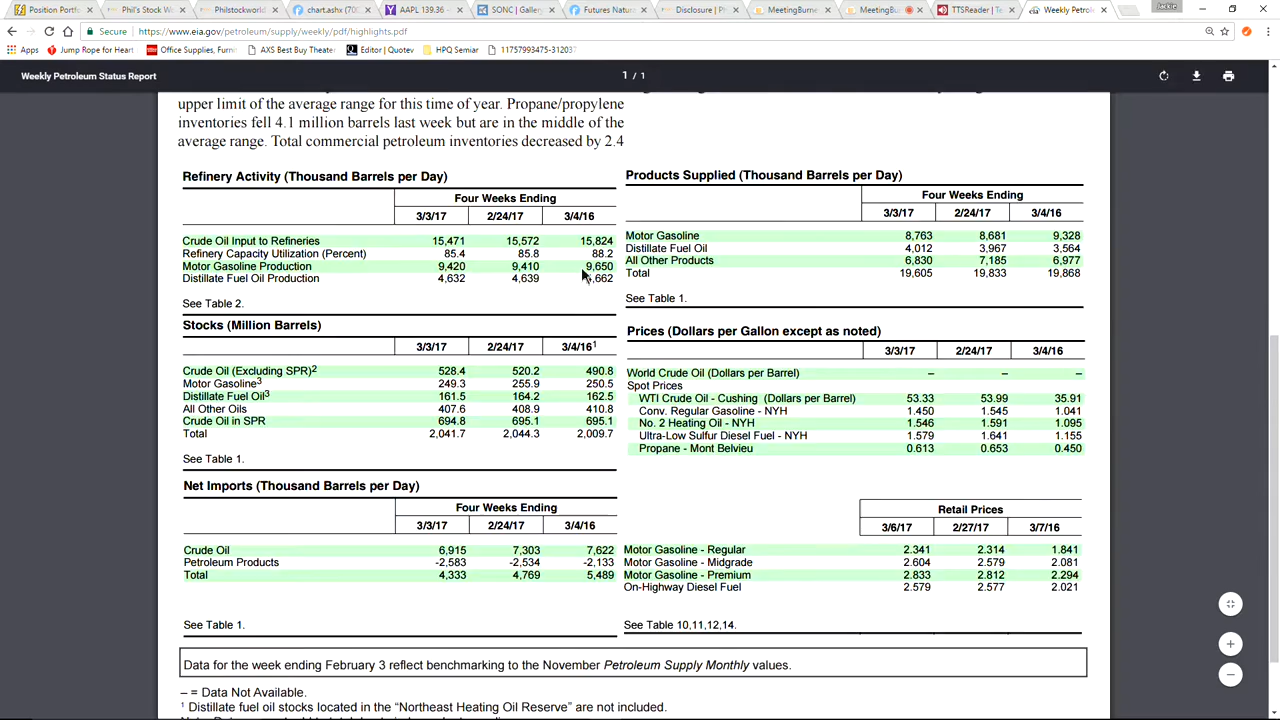 Position Portf
Phil's Stock W
Philstockworld
chart.ashx (700
AAPL 139.36 -
SONC | Gallery
Futures Natura
Disclosure | Ph
MeetingBurne
MeetingBu
TTSReader | Te
Weekly Petrole
Jackie
Secure https://www.eia.gov/petroleum/supply/weekly/pdf/highlights.pdf
Apps Jump Rope for Heart Office Supplies, Furni AXS Best Buy Theater Editor | Quotev HPQ Semiar 11757993475-312037
Weekly Petroleum Status Report 1 / 1
upper limit of the average range for this time of year. Propane/propylene
inventories fell 4.1 million barrels last week but are in the middle of the
average range. Total commercial petroleum inventories decreased by 2.4
Refinery Activity (Thousand Barrels per Day)
Four Weeks Ending
3/3/17 2/24/17 3/4/16
Crude Oil Input to Refineries 15,471 15,572 15,824
Refinery Capacity Utilization (Percent) 85.4 85.8 88.2
Motor Gasoline Production 9,420 9,410 9,650
Distillate Fuel Oil Production 4,632 4,639 ,662
See Table 2.
Stocks (Million Barrels)
3/3/17 2/24/17 3/4/16¹
Crude Oil (Excluding SPR)² 528.4 520.2 490.8
Motor Gasoline³ 249.3 255.9 250.5
Distillate Fuel Oil³ 161.5 164.2 162.5
All Other Oils 407.6 408.9 410.8
Crude Oil in SPR 694.8 695.1 695.1
Total 2,041.7 2,044.3 2,009.7
See Table 1.
Net Imports (Thousand Barrels per Day)
Four Weeks Ending
3/3/17 2/24/17 3/4/16
Crude Oil 6,915 7,303 7,622
Petroleum Products -2,583 -2,534 -2,133
Total 4,333 4,769 5,489
See Table 1.
Products Supplied (Thousand Barrels per Day)
Four Weeks Ending
3/3/17 2/24/17 3/4/16
Motor Gasoline 8,763 8,681 9,328
Distillate Fuel Oil 4,012 3,967 3,564
All Other Products 6,830 7,185 6,977
Total 19,605 19,833 19,868
See Table 1.
Prices (Dollars per Gallon except as noted)
3/3/17 2/24/17 3/4/16
World Crude Oil (Dollars per Barrel) – – –
Spot Prices
WTI Crude Oil - Cushing (Dollars per Barrel) 53.33 53.99 35.91
Conv. Regular Gasoline - NYH 1.450 1.545 1.041
No. 2 Heating Oil - NYH 1.546 1.591 1.095
Ultra-Low Sulfur Diesel Fuel - NYH 1.579 1.641 1.155
Propane - Mont Belvieu 0.613 0.653 0.450
Retail Prices
3/6/17 2/27/17 3/7/16
Motor Gasoline - Regular 2.341 2.314 1.841
Motor Gasoline - Midgrade 2.604 2.579 2.081
Motor Gasoline - Premium 2.833 2.812 2.294
On-Highway Diesel Fuel 2.579 2.577 2.021
See Table 10,11,12,14.
Data for the week ending February 3 reflect benchmarking to the November Petroleum Supply Monthly values.
– = Data Not Available.
¹ Distillate fuel oil stocks located in the “Northeast Heating Oil Reserve” are not included.